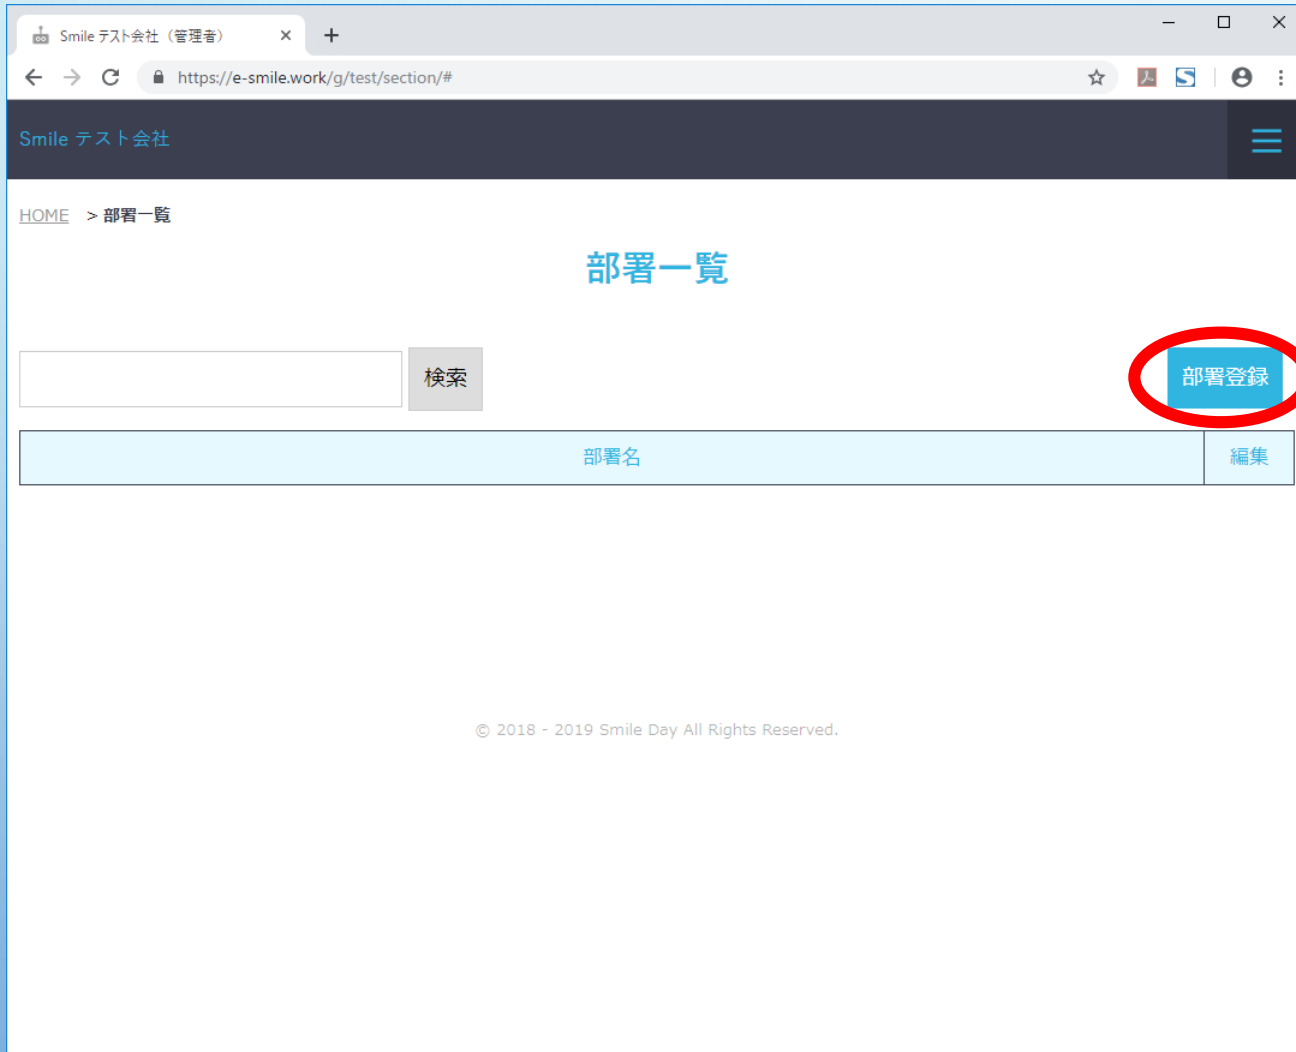 Smile テスト会社（管理者）
https://e-smile.work/g/test/section/#
Smile テスト会社
HOME > 部署一覧
部署一覧
検索
部署登録
部署名 編集
© 2018 - 2019 Smile Day All Rights Reserved.